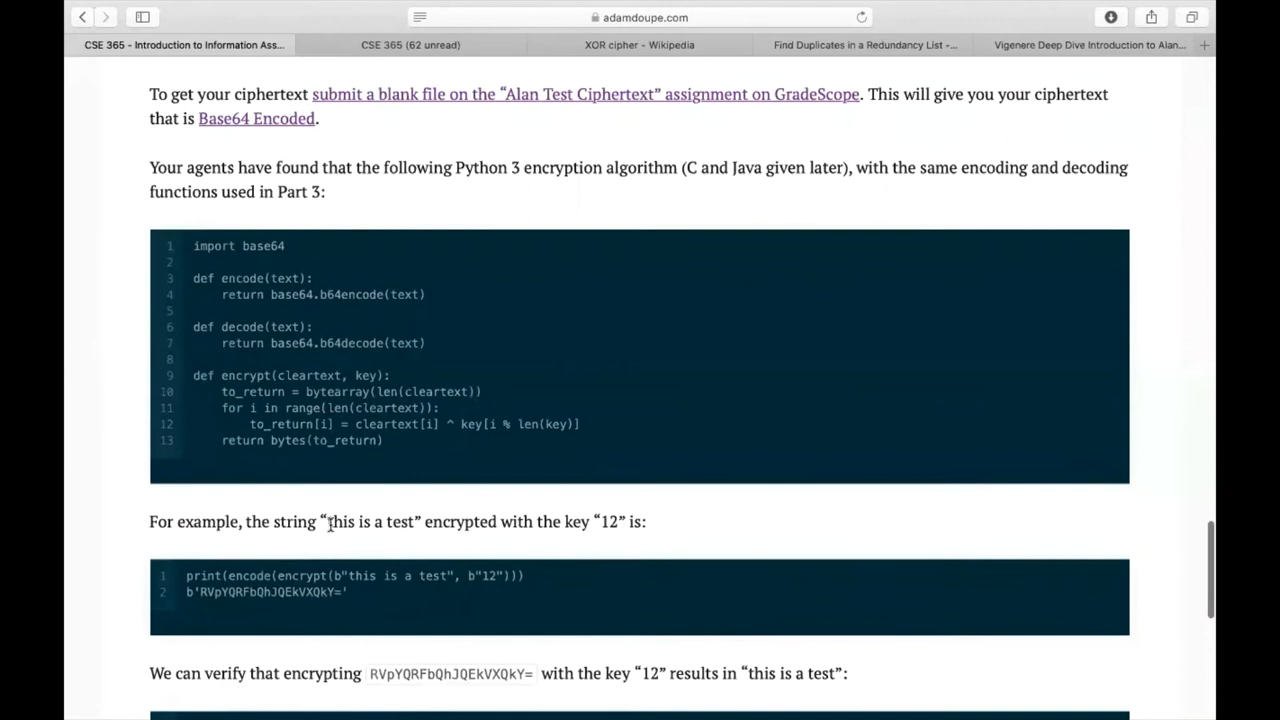 adamdoupe.com
CSE 365 - Introduction to Information Ass...
CSE 365 (62 unread)
XOR cipher - Wikipedia
Find Duplicates in a Redundancy List -...
Vigenere Deep Dive Introduction to Alan...
To get your ciphertext submit a blank file on the “Alan Test Ciphertext” assignment on GradeScope. This will give you your ciphertext
that is Base64 Encoded.
Your agents have found that the following Python 3 encryption algorithm (C and Java given later), with the same encoding and decoding
functions used in Part 3:
1 import base64
2
3 def encode(text):
4     return base64.b64encode(text)
5
6 def decode(text):
7     return base64.b64decode(text)
8
9 def encrypt(cleartext, key):
10     to_return = bytearray(len(cleartext))
11     for i in range(len(cleartext)):
12         to_return[i] = cleartext[i] ^ key[i % len(key)]
13     return bytes(to_return)
For example, the string “this is a test” encrypted with the key “12” is:
1 print(encode(encrypt(b"this is a test", b"12")))
2 b'RVpYQRFbQhJQEkVXQkY='
We can verify that encrypting RVpYQRFbQhJQEkVXQkY= with the key “12” results in “this is a test”: